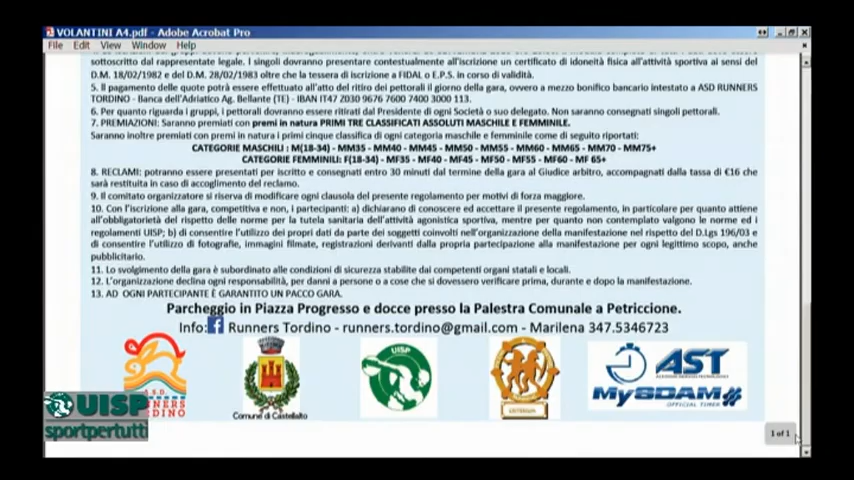 VOLANTINI A4.pdf - Adobe Acrobat Pro
File Edit View Window Help
sottoscritto dal rappresentate legale. I singoli dovranno presentare contestualmente all'iscrizione un certificato di idoneità fisica all'attività sportiva ai sensi del
D.M. 18/02/1982 e del D.M. 28/02/1983 oltre che la tessera di iscrizione a FIDAL o E.P.S. in corso di validità.
5. Il pagamento delle quote potrà essere effettuato all'atto del ritiro dei pettorali il giorno della gara, ovvero a mezzo bonifico bancario intestato a ASD RUNNERS
TORDINO - Banca dell'Adriatico Ag. Bellante (TE) - IBAN IT47 Z030 9676 7600 7400 3000 113.
6. Per quanto riguarda i gruppi, i pettorali dovranno essere ritirati dal Presidente di ogni Società o suo delegato. Non saranno consegnati singoli pettorali.
7. PREMIAZIONI: Saranno premiati con premi in natura PRIMI TRE CLASSIFICATI ASSOLUTI MASCHILE E FEMMINILE.
Saranno inoltre premiati con premi in natura i primi cinque classifica di ogni categoria maschile e femminile come di seguito riportati:
CATEGORIE MASCHILI : M(18-34) - MM35 - MM40 - MM45 - MM50 - MM55 - MM60 - MM65 - MM70 - MM75+
CATEGORIE FEMMINILI: F(18-34) - MF35 - MF40 - MF45 - MF50 - MF55 - MF60 - MF 65+
8. RECLAMI: potranno essere presentati per iscritto e consegnati entro 30 minuti dal termine della gara al Giudice arbitro, accompagnati dalla tassa di €16 che
sarà restituita in caso di accoglimento del reclamo.
9. Il comitato organizzatore si riserva di modificare ogni clausola del presente regolamento per motivi di forza maggiore.
10. Con l'iscrizione alla gara, competitiva e non, i partecipanti: a) dichiarano di conoscere ed accettare il presente regolamento, in particolare per quanto attiene
all'obbligatorietà del rispetto delle norme per la tutela sanitaria dell'attività agonistica sportiva, mentre per quanto non contemplato valgono le norme ed i
regolamenti UISP; b) di consentire l'utilizzo dei propri dati da parte dei soggetti coinvolti nell'organizzazione della manifestazione nel rispetto del D.Lgs 196/03 e
di consentire l'utilizzo di fotografie, immagini filmate, registrazioni derivanti dalla propria partecipazione alla manifestazione per ogni legittimo scopo, anche
pubblicitario.
11. Lo svolgimento della gara è subordinato alle condizioni di sicurezza stabilite dai competenti organi statali e locali.
12. L'organizzazione declina ogni responsabilità, per danni a persone o a cose che si dovessero verificare prima, durante e dopo la manifestazione.
13. AD OGNI PARTECIPANTE È GARANTITO UN PACCO GARA.
Parcheggio in Piazza Progresso e docce presso la Palestra Comunale a Petriccione.
Info: Runners Tordino - runners.tordino@gmail.com - Marilena 347.5346723
UISP
AST
MySDAM
OFFICIAL TIMER
Comune di Castellalto
UISP
sportpertutti
1 of 1